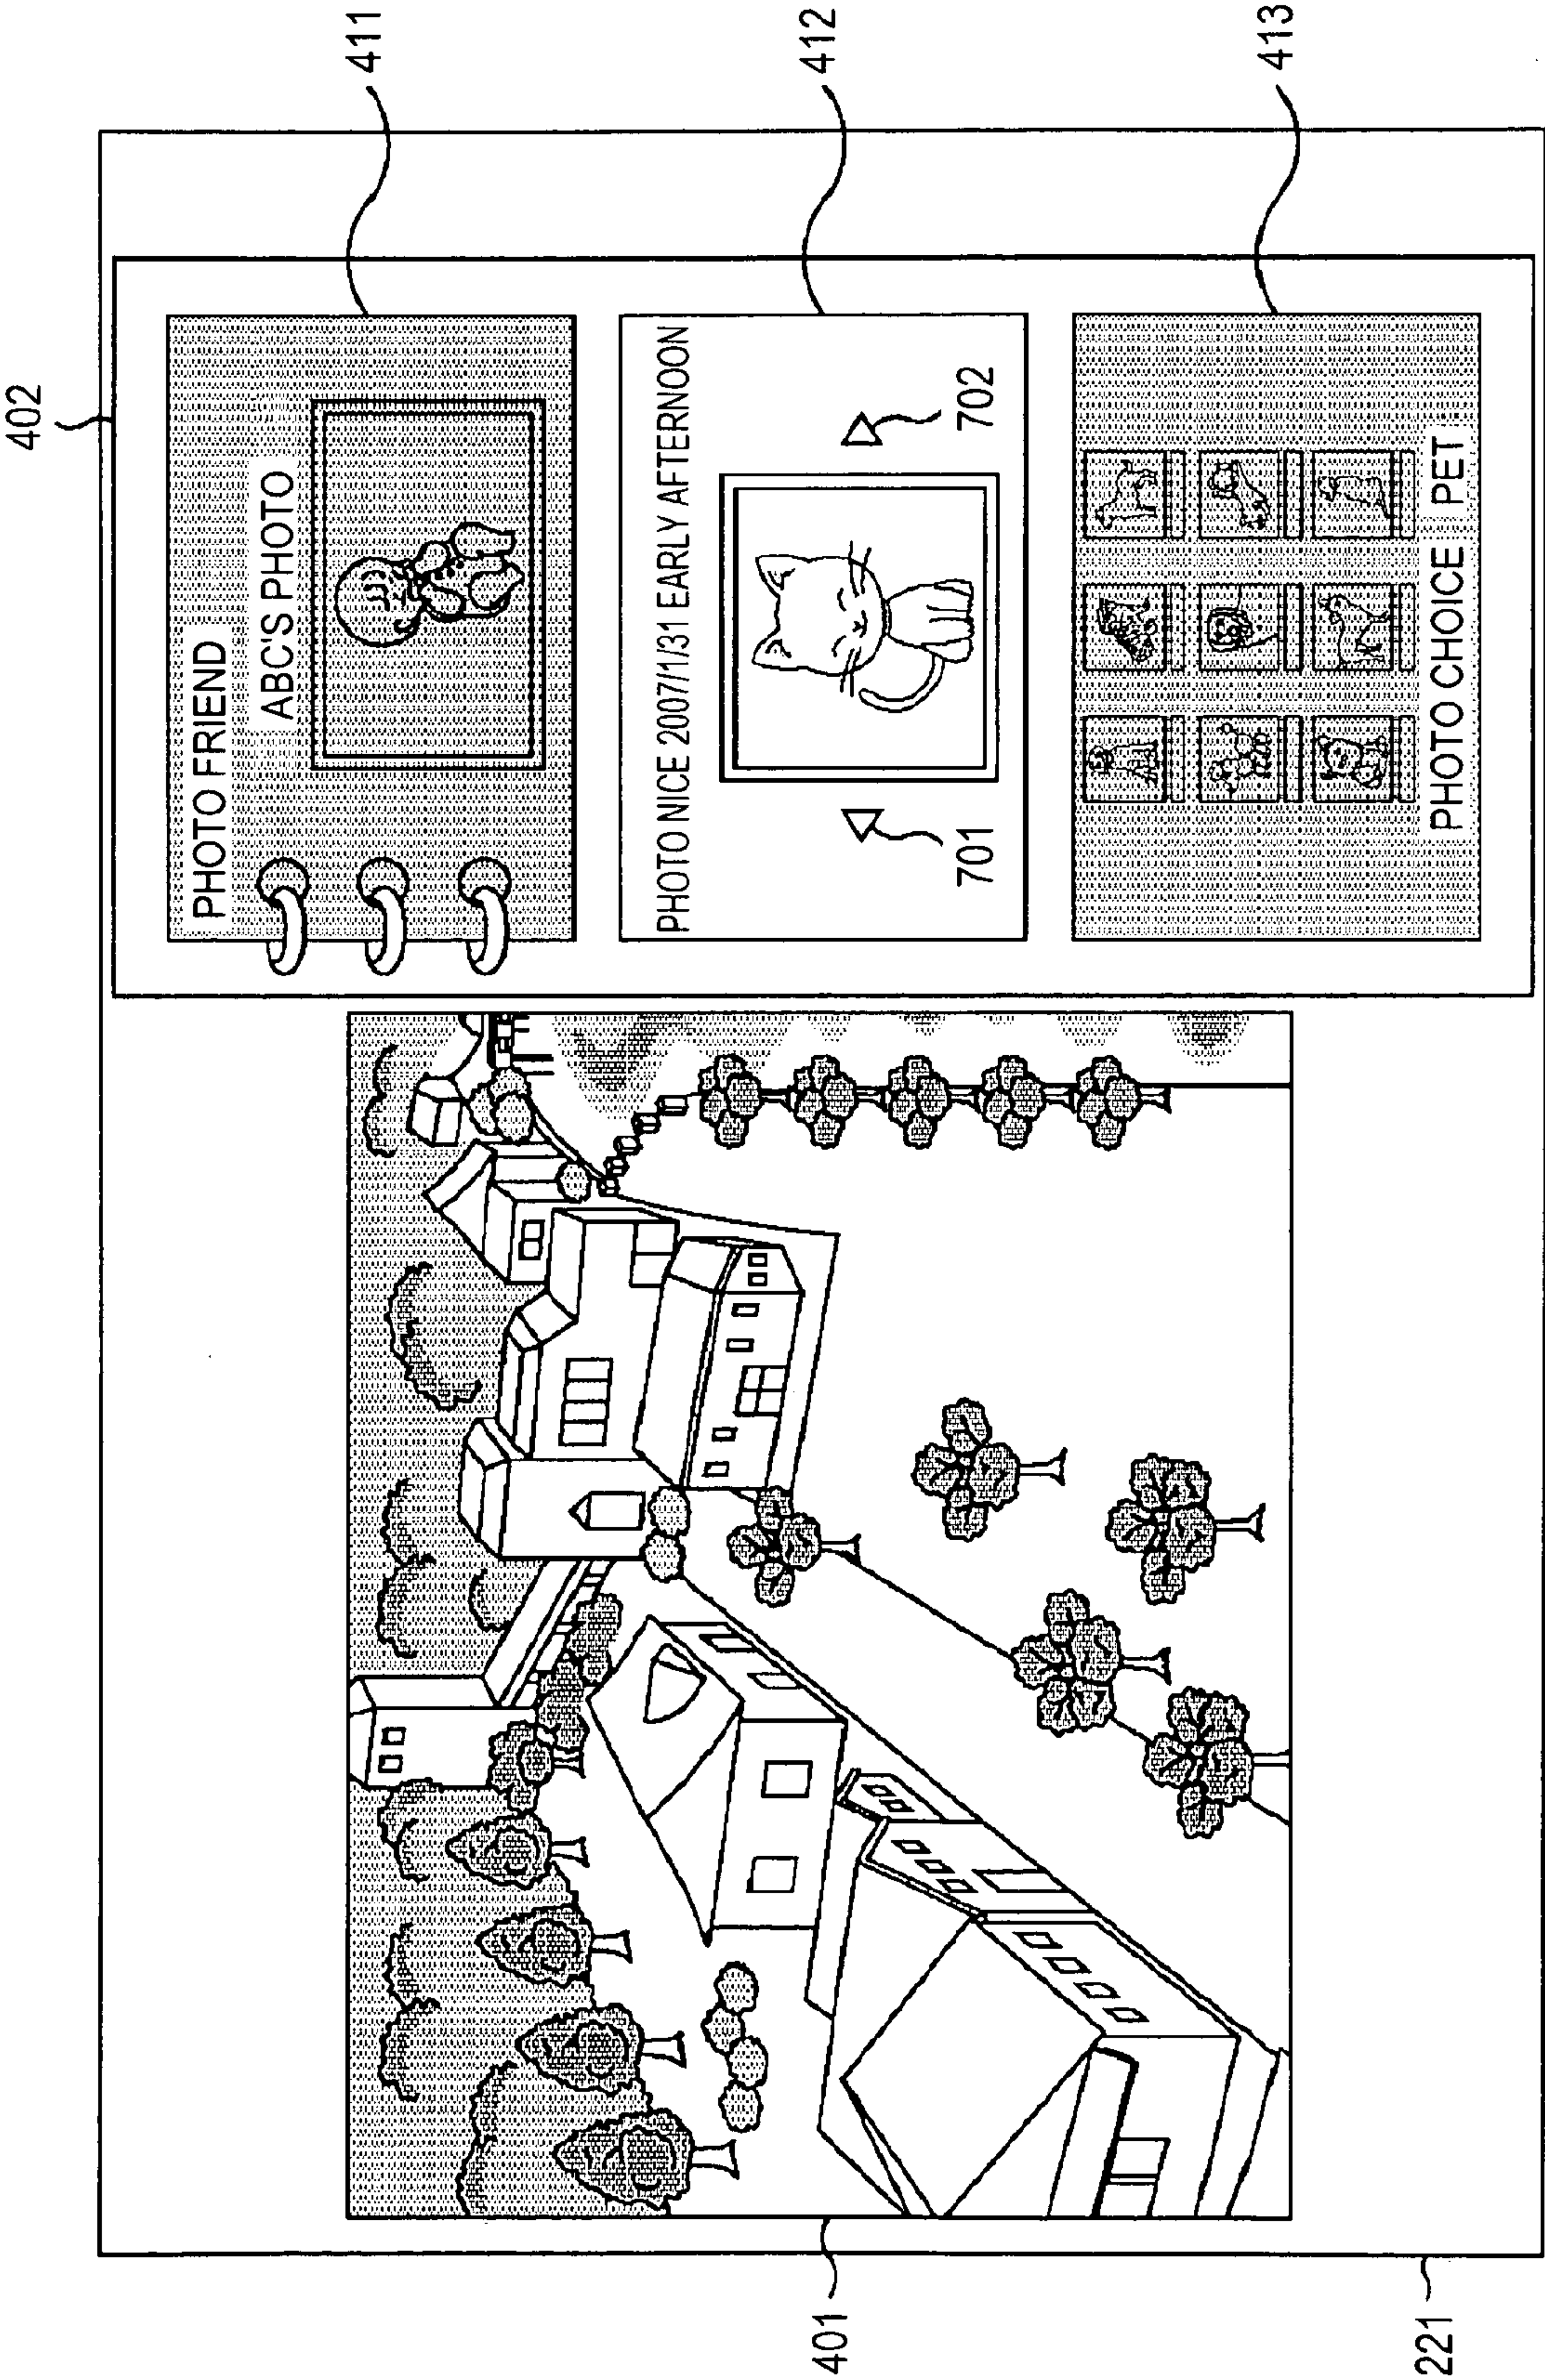 402
411
PHOTO FRIEND
ABC'S PHOTO
412
PHOTO NICE 2007/1/31 EARLY AFTERNOON
701
702
413
PHOTO CHOICE PET
401
221